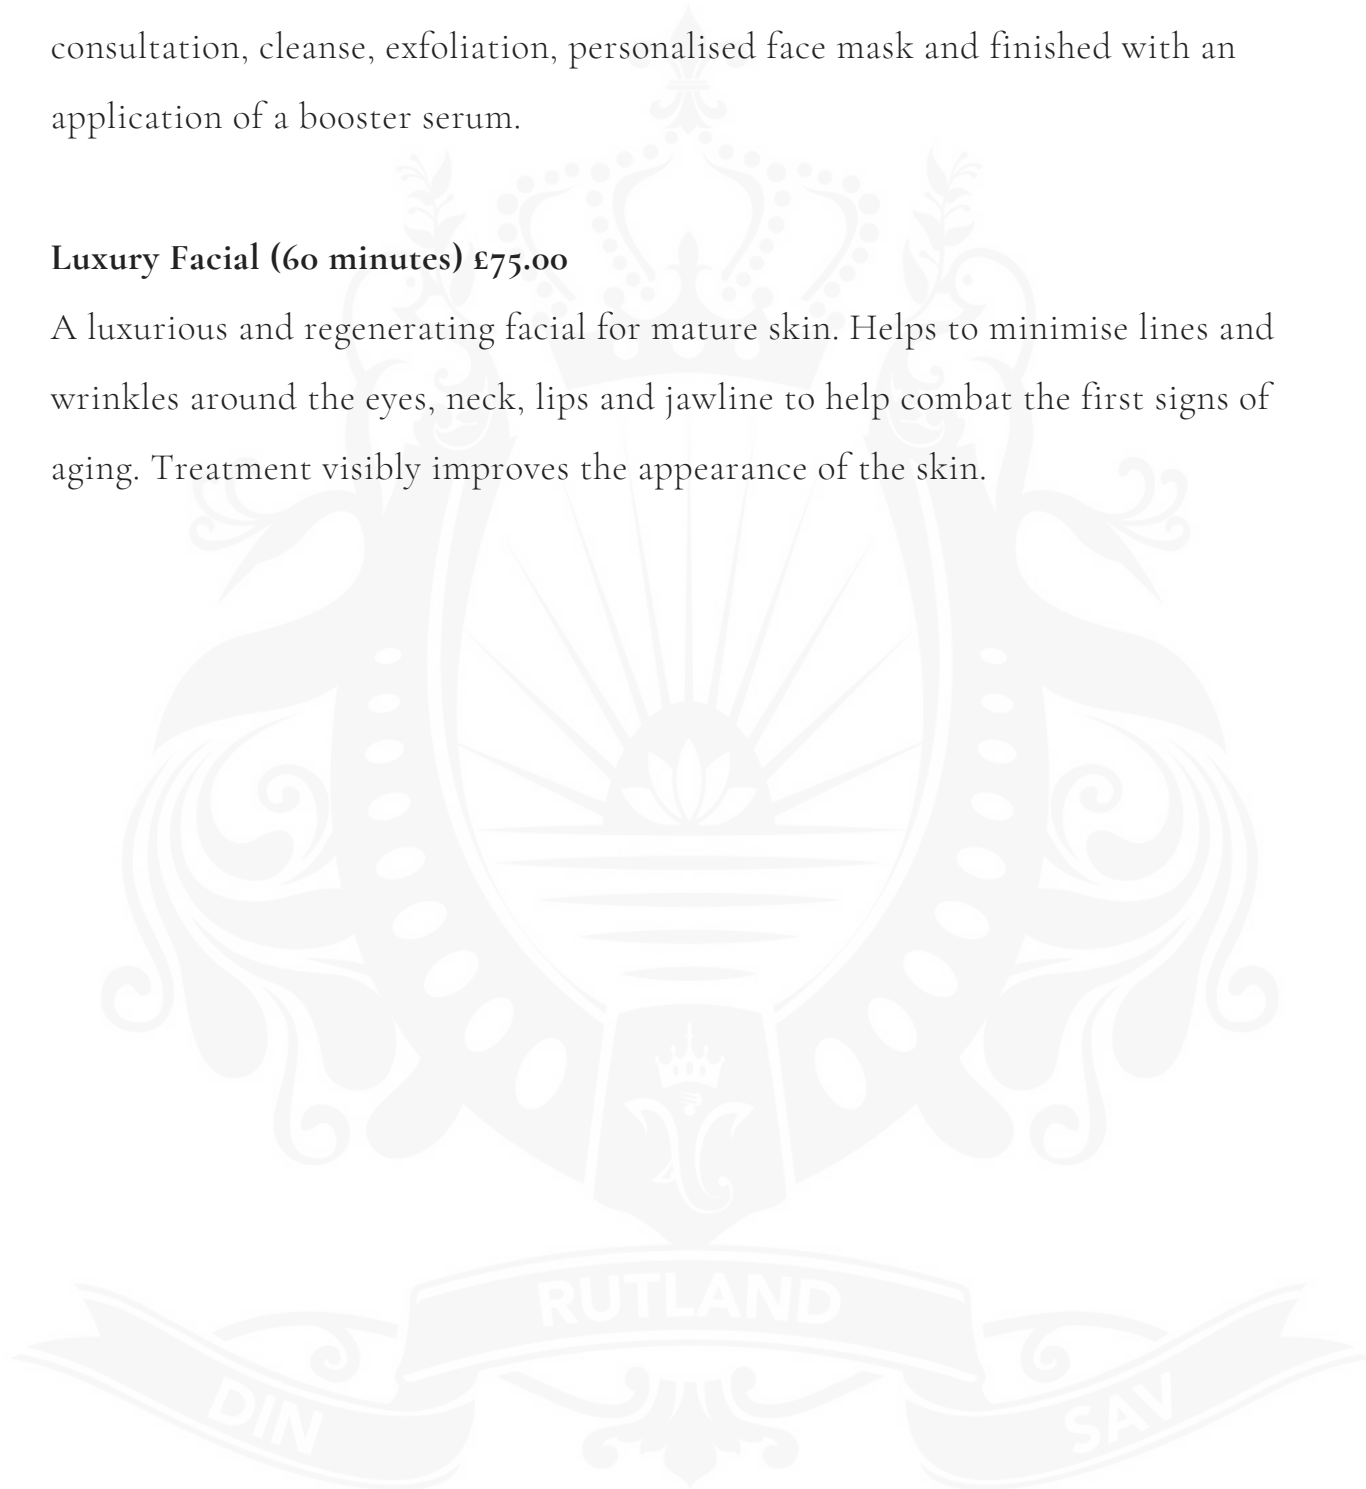 consultation, cleanse, exfoliation, personalised face mask and finished with an
application of a booster serum.
Luxury Facial (60 minutes) £75.00
A luxurious and regenerating facial for mature skin. Helps to minimise lines and
wrinkles around the eyes, neck, lips and jawline to help combat the first signs of
aging. Treatment visibly improves the appearance of the skin.
RUTLAND
DIN
SAV